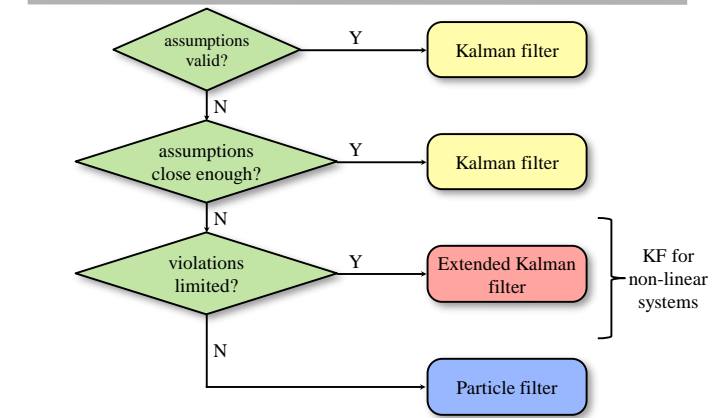 assumptions
valid?
Y
Kalman filter
N
assumptions
close enough?
Y
Kalman filter
N
violations
limited?
Y
Extended Kalman
filter
KF for
non-linear
systems
N
Particle filter